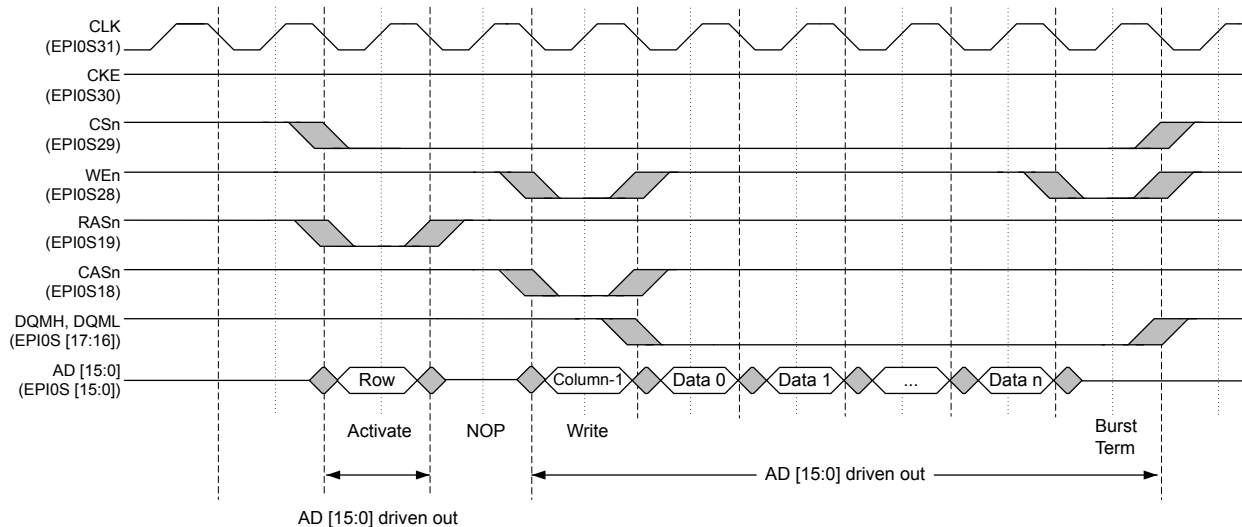 CLK
(EPI0S31)
CKE
(EPI0S30)
CSn
(EPI0S29)
WEn
(EPI0S28)
RASn
(EPI0S19)
CASn
(EPI0S18)
DQMH, DQML
(EPI0S [17:16])
AD [15:0]
(EPI0S [15:0])
Row
Column-1
Data 0
Data 1
...
Data n
Activate
NOP
Write
Burst
Term
AD [15:0] driven out
AD [15:0] driven out